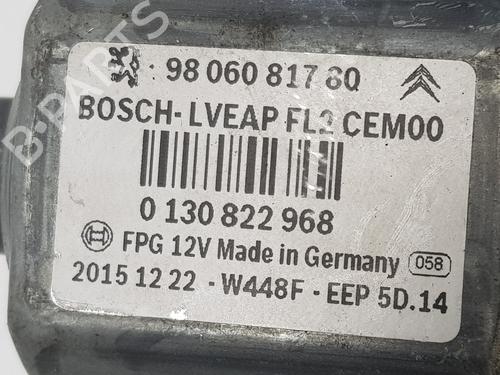 98 060 817 8Q
BOSCH- LVEAP FL2 CEM00
0 130 822 968
FPG 12V Made in Germany 058
2015 12 22 - W448F - EEP 5D.14
B-PARTS